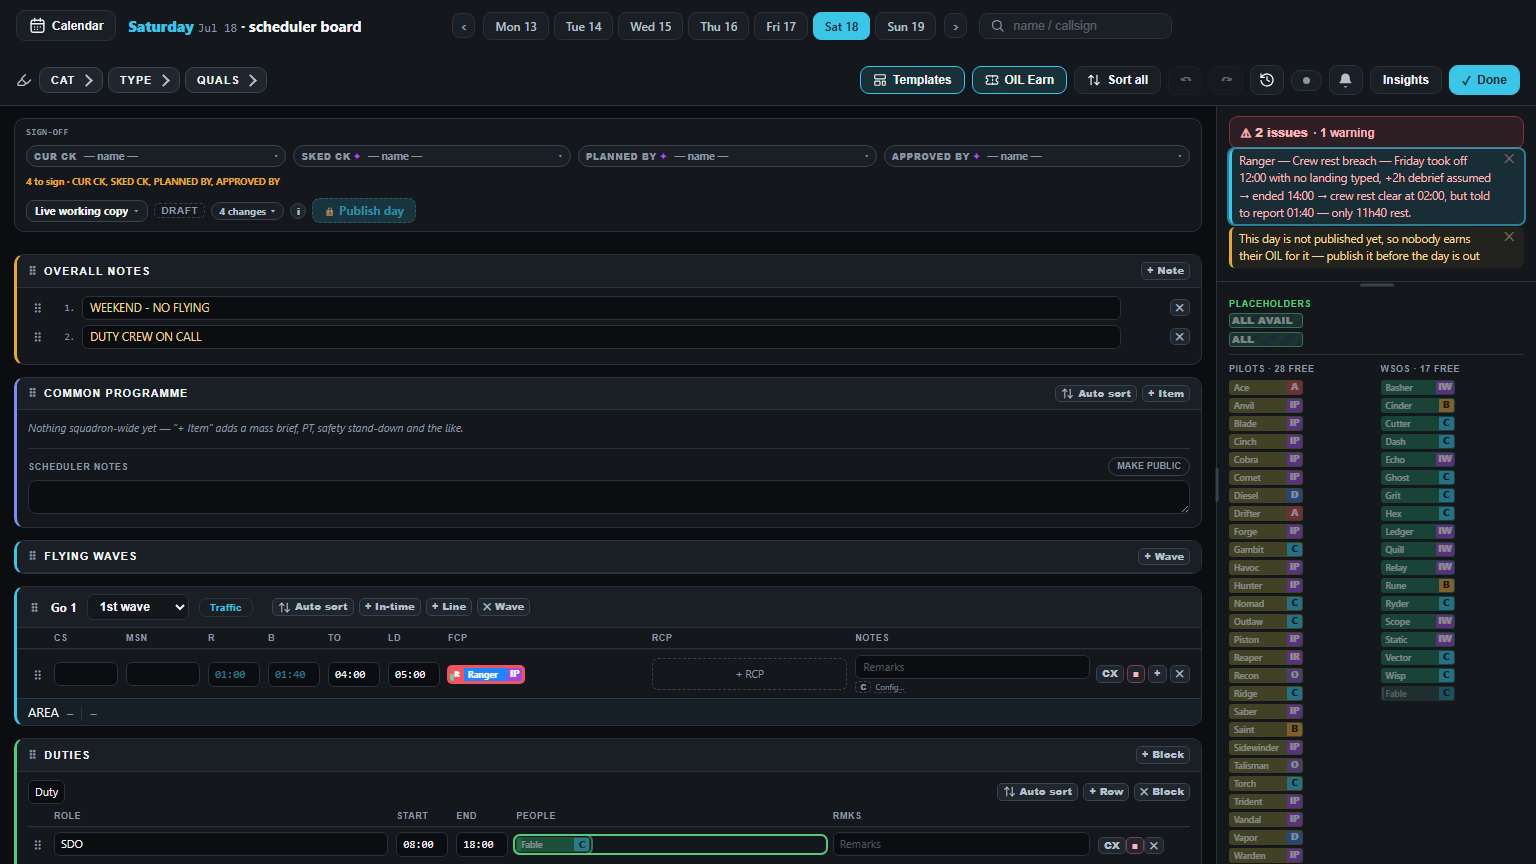 Calendar
Saturday Jul 18 · scheduler board
‹ Mon 13 Tue 14 Wed 15 Thu 16 Fri 17 Sat 18 Sun 19 › name / callsign
CAT TYPE QUALS
Templates OIL Earn Sort all Insights ✓ Done
SIGN-OFF
CUR CK — name — SKED CK ✦ — name — PLANNED BY ✦ — name — APPROVED BY ✦ — name —
4 to sign · CUR CK, SKED CK, PLANNED BY, APPROVED BY
Live working copy DRAFT 4 changes i Publish day
OVERALL NOTES + Note
1. WEEKEND - NO FLYING ✕
2. DUTY CREW ON CALL ✕
COMMON PROGRAMME Auto sort + Item
Nothing squadron-wide yet — "+ Item" adds a mass brief, PT, safety stand-down and the like.
SCHEDULER NOTES MAKE PUBLIC
FLYING WAVES + Wave
Go 1 1st wave Traffic Auto sort + In-time + Line ✕ Wave
CS MSN R B TO LD FCP RCP NOTES
01:00 01:40 04:00 05:00 R Ranger IP + RCP Remarks CX + ✕
C Config...
AREA – –
DUTIES + Block
Duty Auto sort + Row ✕ Block
ROLE START END PEOPLE RMKS
SDO 08:00 18:00 Fable C Remarks CX ✕
⚠ 2 issues · 1 warning
Ranger — Crew rest breach — Friday took off
12:00 with no landing typed, +2h debrief assumed
→ ended 14:00 → crew rest clear at 02:00, but told
to report 01:40 — only 11h40 rest.
This day is not published yet, so nobody earns
their OIL for it — publish it before the day is out
PLACEHOLDERS
ALL AVAIL
ALL
PILOTS · 28 FREE WSOS · 17 FREE
Ace A Basher IW
Anvil IP Cinder B
Blade IP Cutter C
Cinch IP Dash C
Cobra IP Echo IW
Comet IP Ghost C
Diesel D Grit C
Drifter A Hex C
Forge IP Ledger IW
Gambit C Quill IW
Havoc IP Relay IW
Hunter IP Rune B
Nomad C Ryder C
Outlaw C Scope IW
Piston IP Static IW
Reaper IR Vector C
Recon O Wisp C
Ridge C Fable C
Saber IP
Saint B
Sidewinder IP
Talisman O
Torch C
Trident IP
Vandal IP
Vapor D
Warden IP